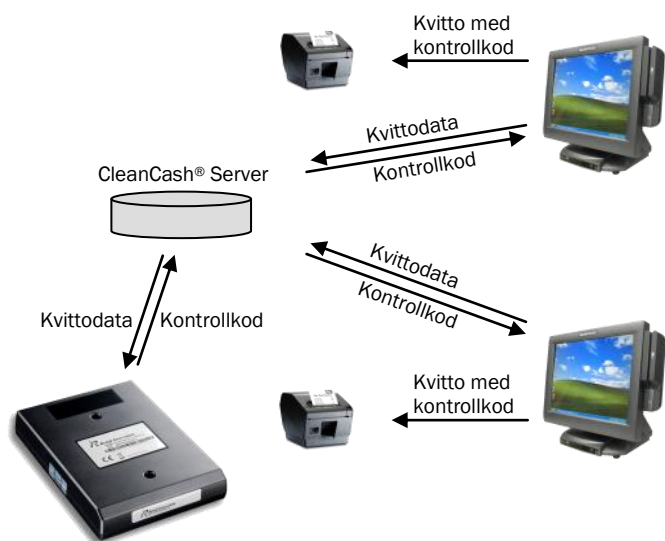 Kvitto med
kontrollkod
Kvittodata
Kontrollkod
CleanCash® Server
Kvittodata
Kontrollkod
Kvittodata
Kontrollkod
Kvitto med
kontrollkod